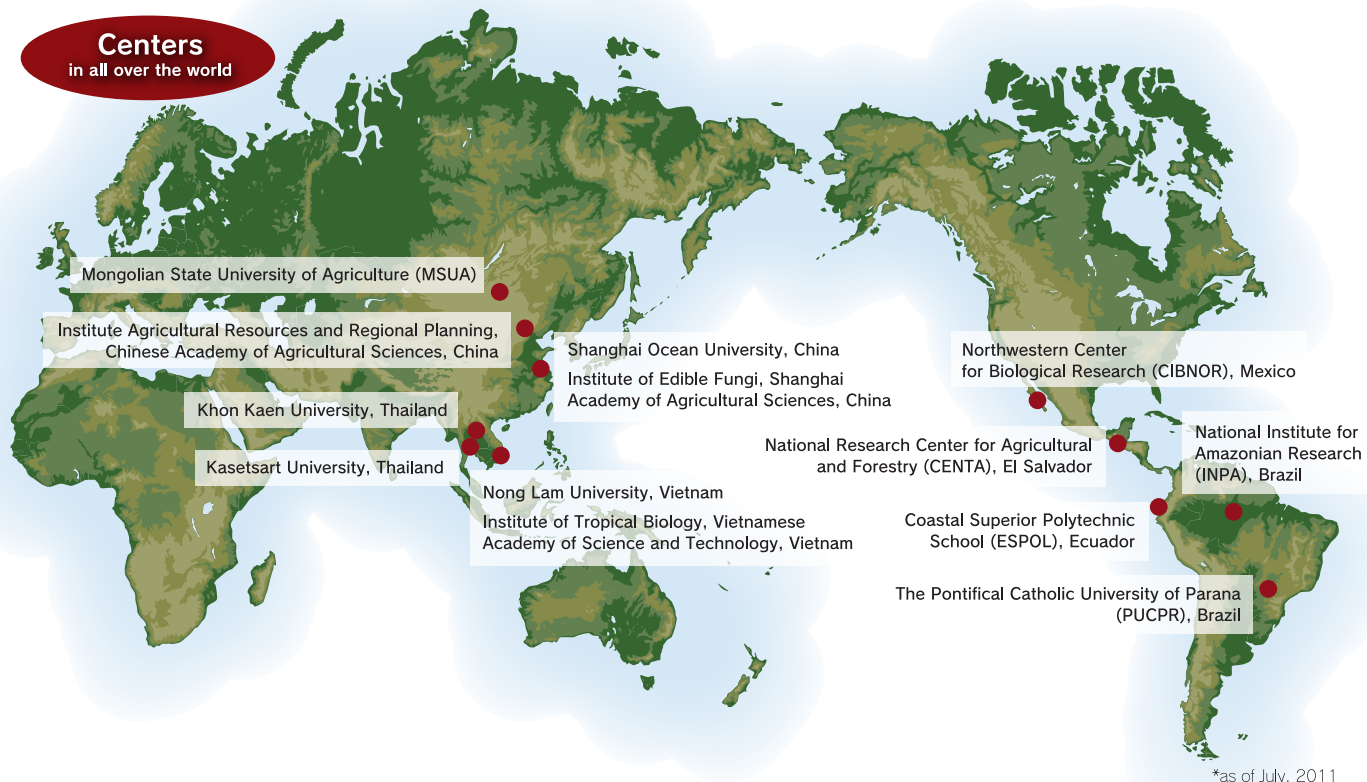 Centers
in all over the world
Mongolian State University of Agriculture (MSUA)
Institute Agricultural Resources and Regional Planning,
Chinese Academy of Agricultural Sciences, China
Shanghai Ocean University, China
Institute of Edible Fungi, Shanghai
Academy of Agricultural Sciences, China
Khon Kaen University, Thailand
Kasetsart University, Thailand
Nong Lam University, Vietnam
Institute of Tropical Biology, Vietnamese
Academy of Science and Technology, Vietnam
Northwestern Center
for Biological Research (CIBNOR), Mexico
National Research Center for Agricultural
and Forestry (CENTA), El Salvador
National Institute for
Amazonian Research
(INPA), Brazil
Coastal Superior Polytechnic
School (ESPOL), Ecuador
The Pontifical Catholic University of Parana
(PUCPR), Brazil
*as of July, 2011